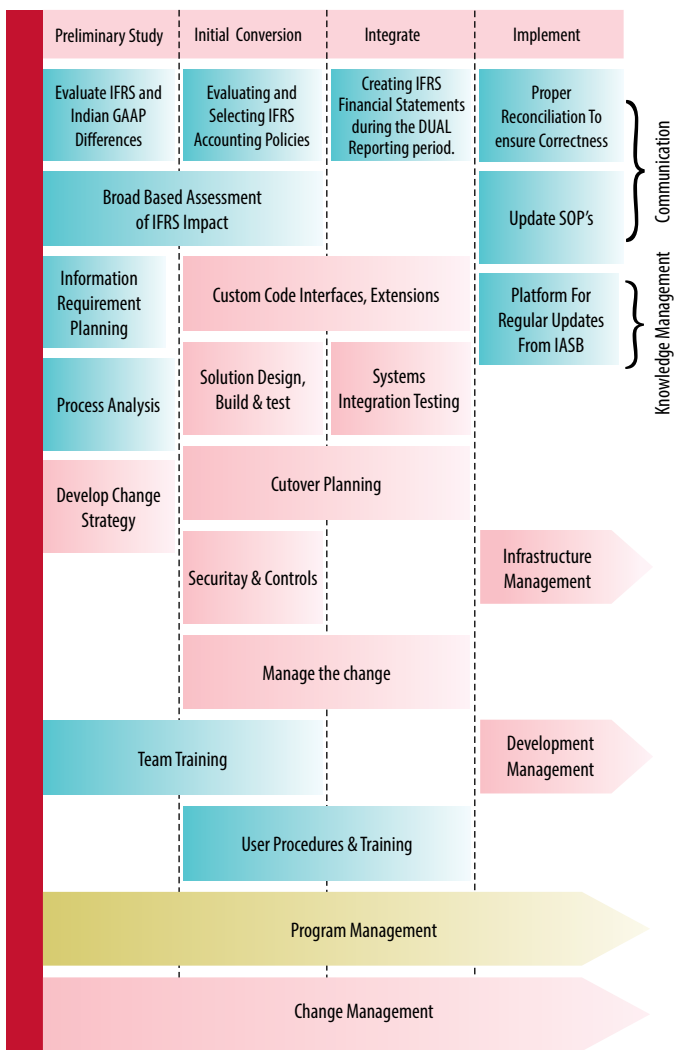 Preliminary Study
Initial Conversion
Integrate
Implement
Evaluate IFRS and
Indian GAAP
Differences
Evaluating and
Selecting IFRS
Accounting Policies
Creating IFRS
Financial Statements
during the DUAL
Reporting period.
Proper
Reconciliation To
ensure Correctness
Communication
Broad Based Assessment
of IFRS Impact
Update SOP's
Information
Requirement
Planning
Custom Code Interfaces, Extensions
Platform For
Regular Updates
From IASB
Knowledge Management
Process Analysis
Solution Design,
Build & test
Systems
Integration Testing
Develop Change
Strategy
Cutover Planning
Securitay & Controls
Infrastructure
Management
Manage the change
Team Training
Development
Management
User Procedures & Training
Program Management
Change Management